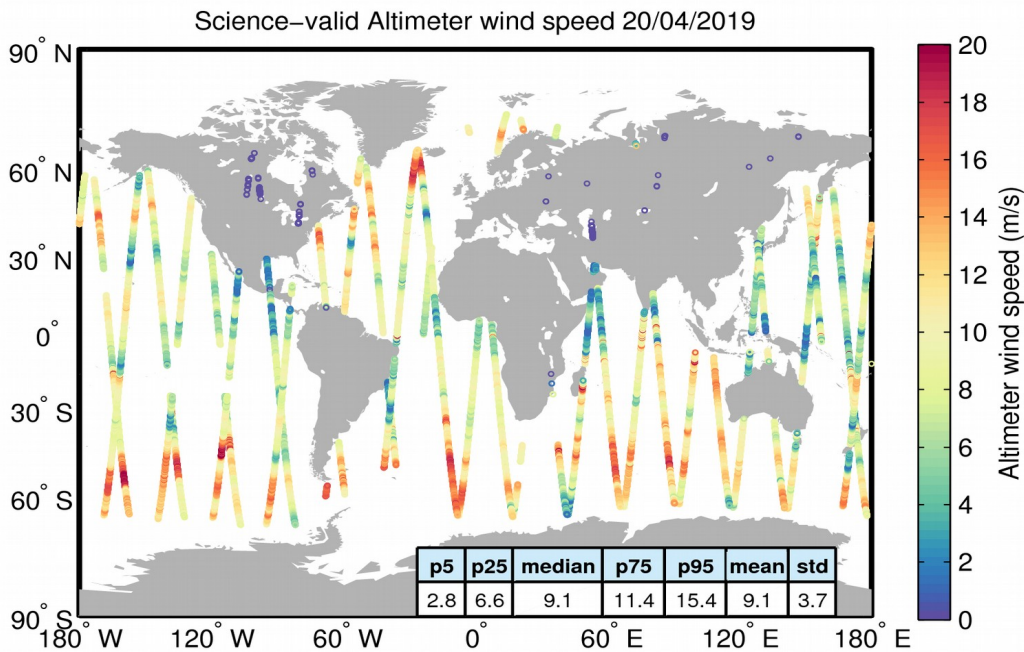 Science−valid Altimeter wind speed 20/04/2019
90° N
60° N
30° N
0°
30° S
60° S
90° S
180° W
120° W
60° W
0°
60° E
120° E
180° E
p5 p25 median p75 p95 mean std
2.8 6.6 9.1 11.4 15.4 9.1 3.7
20
18
16
14
12
10
8
6
4
2
0
Altimeter wind speed (m/s)